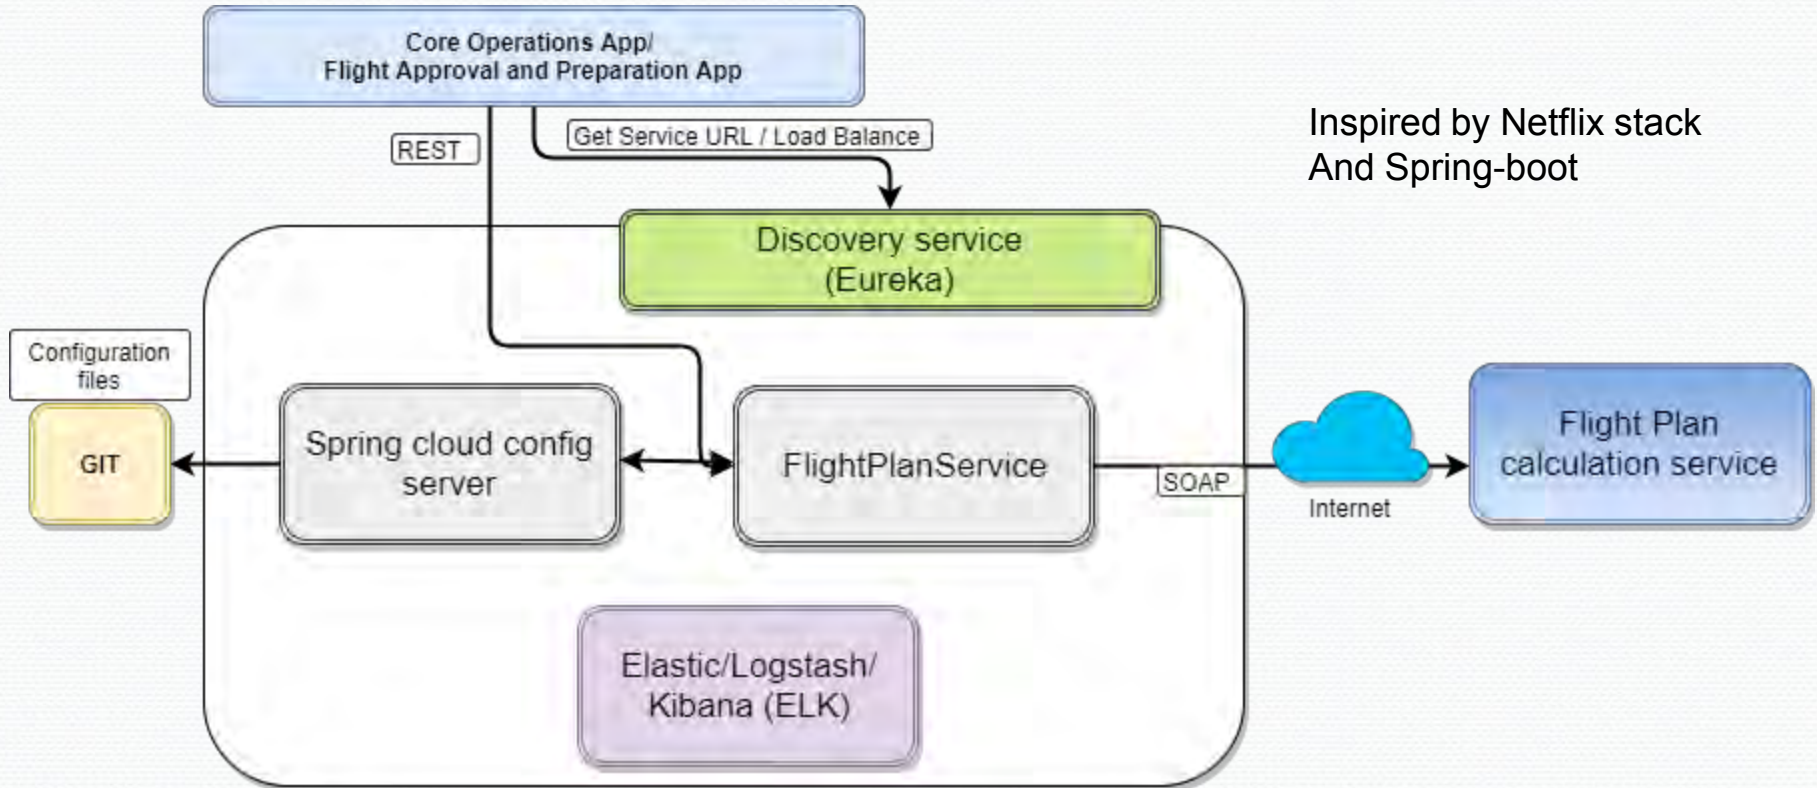 Core Operations App/
Flight Approval and Preparation App
REST
Get Service URL / Load Balance
Inspired by Netflix stack
And Spring-boot
Discovery service
(Eureka)
Configuration
files
GIT
Spring cloud config
server
FlightPlanService
SOAP
Internet
Flight Plan
calculation service
Elastic/Logstash/
Kibana (ELK)